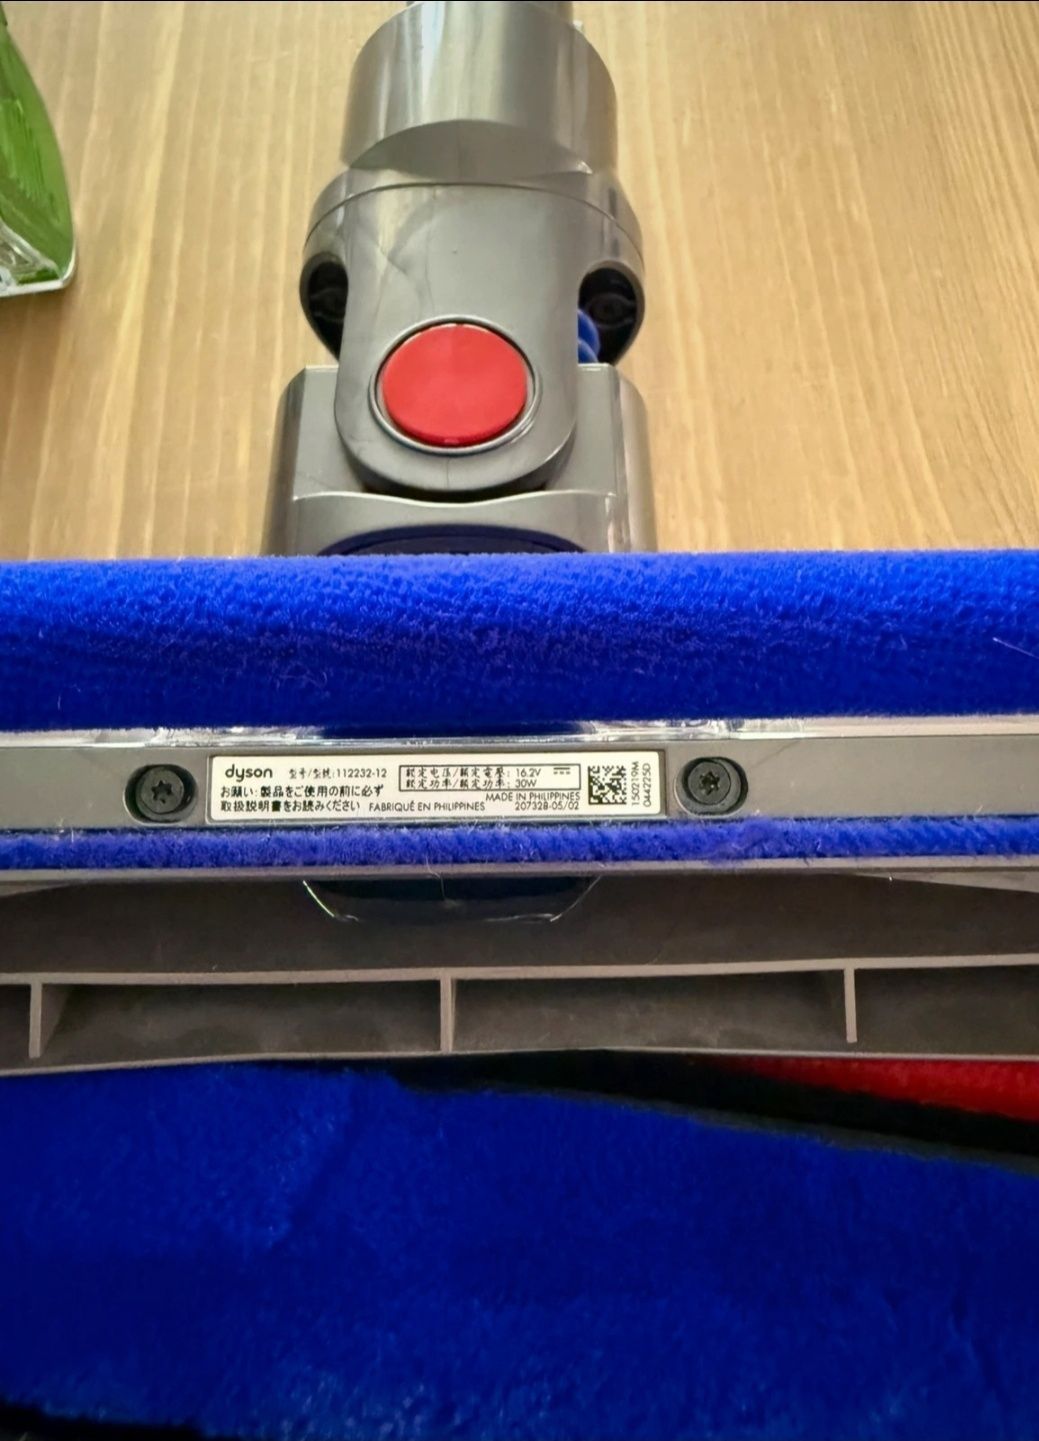 dyson 型号/型號:112232-12
お願い:製品をご使用の前に必ず
取扱説明書をお読みください
额定电压/額定電壓: 16.2V ⎓
额定功率/額定功率: 30W
MADE IN PHILIPPINES
FABRIQUÉ EN PHILIPPINES 207328-05/02
150219M
044225D